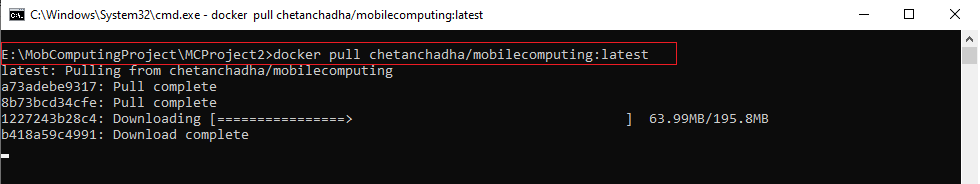 C:\Windows\System32\cmd.exe - docker  pull chetanchadha/mobilecomputing:latest
E:\MobComputingProject\MCProject2>docker pull chetanchadha/mobilecomputing:latest
latest: Pulling from chetanchadha/mobilecomputing
a73adebe9317: Pull complete
8b73bcd34cfe: Pull complete
1227243b28c4: Downloading [================>                                  ]  63.99MB/195.8MB
b418a59c4991: Download complete